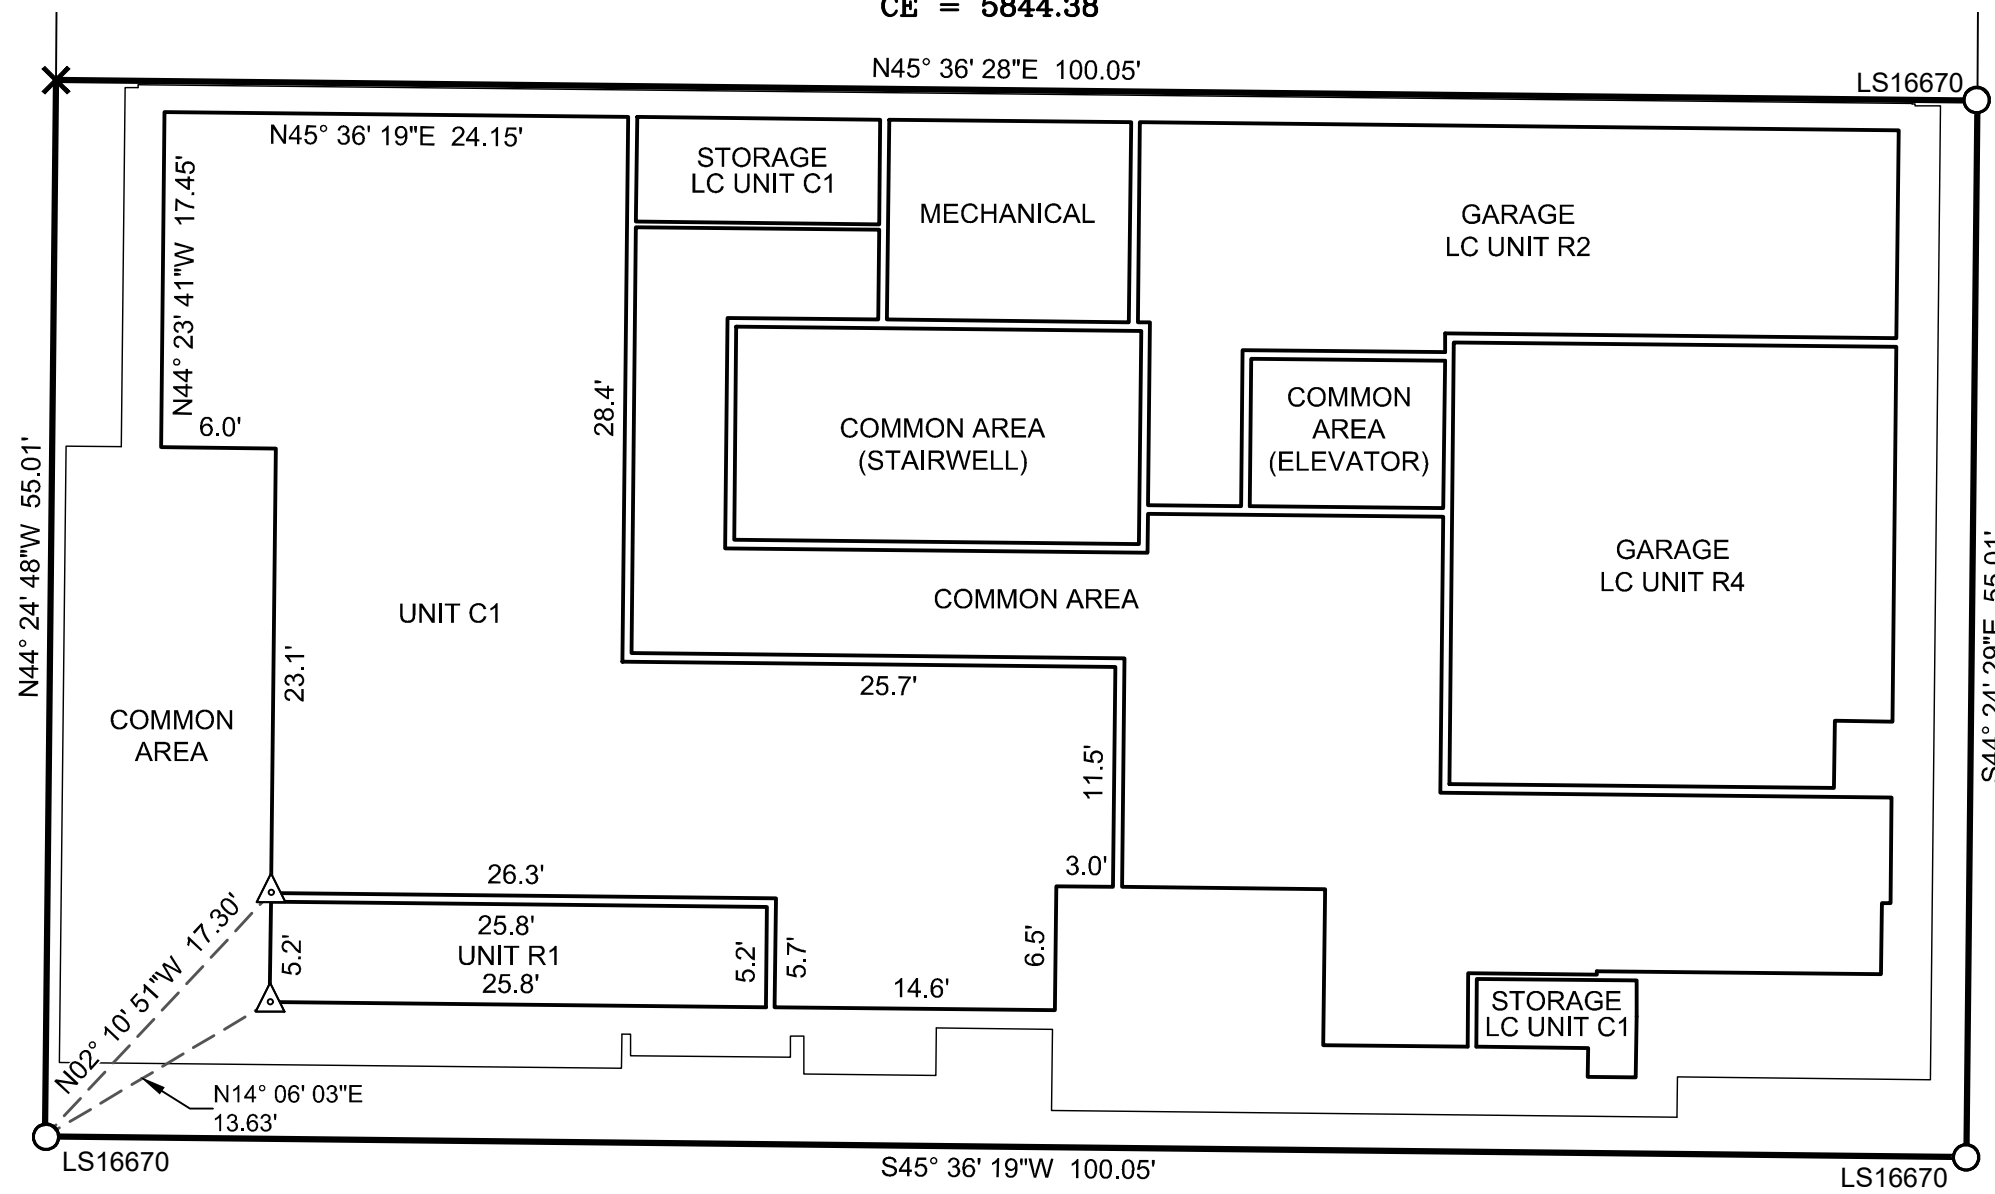 CE = 5844.38
N45° 36' 28"E 100.05'
LS16670
N45° 36' 19"E 24.15'
N44° 23' 41"W 17.45'
STORAGE
LC UNIT C1
MECHANICAL
GARAGE
LC UNIT R2
6.0'
28.4'
COMMON AREA
(STAIRWELL)
COMMON
AREA
(ELEVATOR)
N44° 24' 48"W 55.01'
S44° 24' 29"E 55.01'
GARAGE
LC UNIT R4
UNIT C1
COMMON AREA
23.1'
25.7'
COMMON
AREA
11.5'
3.0'
26.3'
N02° 10' 51"W 17.30'
5.2'
25.8'
UNIT R1
25.8'
5.2'
5.7'
14.6'
6.5'
STORAGE
LC UNIT C1
N14° 06' 03"E
13.63'
LS16670
S45° 36' 19"W 100.05'
LS16670